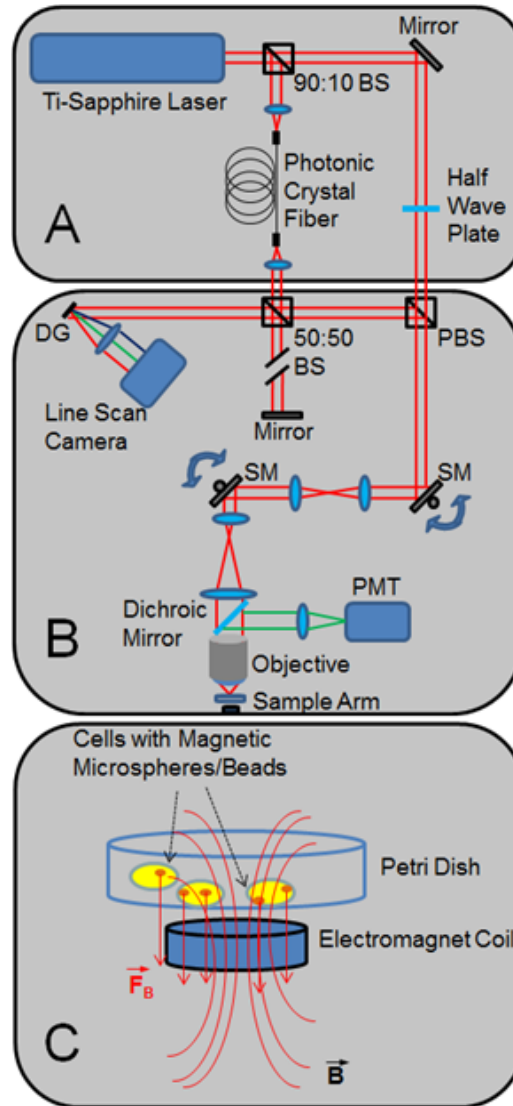 Mirror
Ti-Sapphire Laser
90:10 BS
Photonic
Crystal
Fiber
Half
Wave
Plate
A
DG
50:50
BS
PBS
Line Scan
Camera
Mirror
SM
SM
PMT
Dichroic
Mirror
B
Objective
Sample Arm
Cells with Magnetic
Microspheres/Beads
Petri Dish
Electromagnet Coil
F_B
B
C